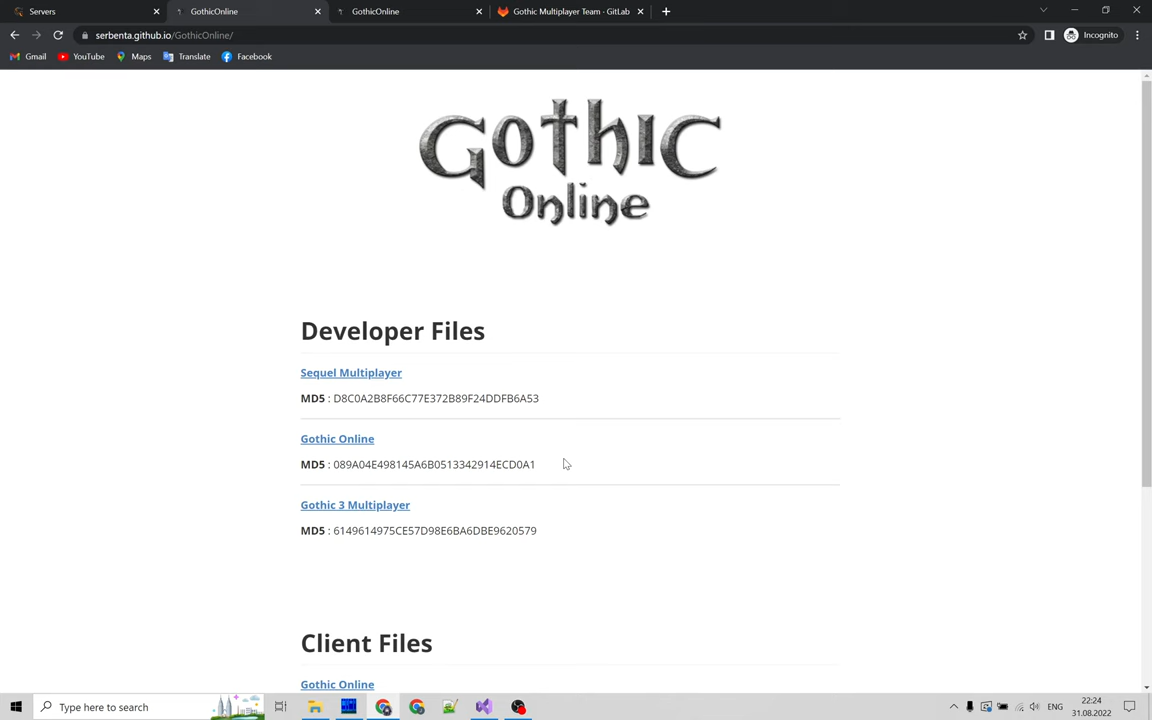 Servers
GothicOnline
GothicOnline
Gothic Multiplayer Team · GitLab
serbenta.github.io/GothicOnline/
Incognito
Gmail
YouTube
Maps
Translate
Facebook
GOTHIC
Online
Developer Files
Sequel Multiplayer
MD5 : D8C0A2B8F66C77E372B89F24DDFB6A53
Gothic Online
MD5 : 089A04E498145A6B0513342914ECD0A1
Gothic 3 Multiplayer
MD5 : 6149614975CE57D98E6BA6DBE9620579
Client Files
Gothic Online
Type here to search
ENG
22:24
31.08.2022